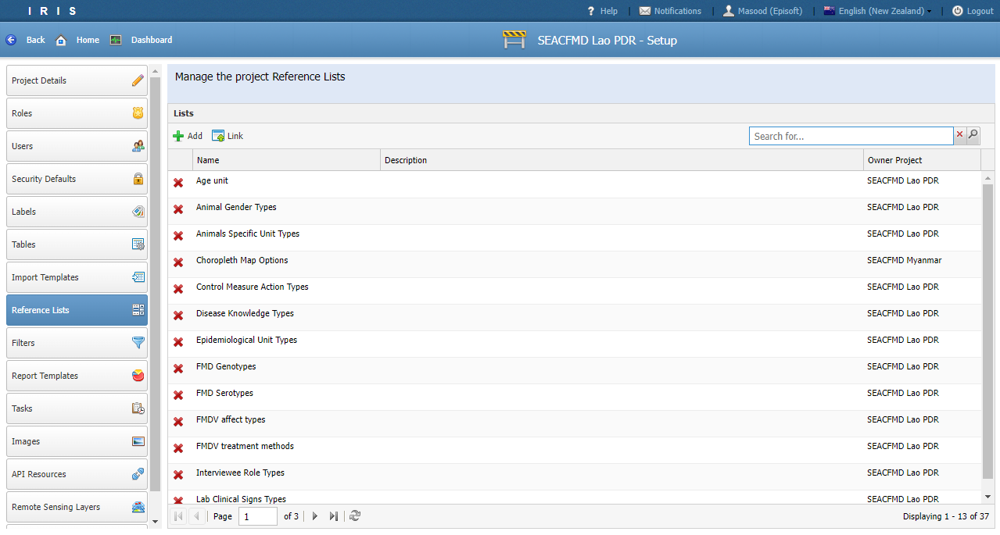 I R I S
? Help
Notifications
Masood (Episoft)
English (New Zealand)
Logout
Back
Home
Dashboard
SEACFMD Lao PDR - Setup
Project Details
Roles
Users
Security Defaults
Labels
Tables
Import Templates
Reference Lists
Filters
Report Templates
Tasks
Images
API Resources
Remote Sensing Layers
Manage the project Reference Lists
Lists
Add
Link
Search for...
Name Description Owner Project
Age unit SEACFMD Lao PDR
Animal Gender Types SEACFMD Lao PDR
Animals Specific Unit Types SEACFMD Lao PDR
Choropleth Map Options SEACFMD Myanmar
Control Measure Action Types SEACFMD Lao PDR
Disease Knowledge Types SEACFMD Lao PDR
Epidemiological Unit Types SEACFMD Lao PDR
FMD Genotypes SEACFMD Lao PDR
FMD Serotypes SEACFMD Lao PDR
FMDV affect types SEACFMD Lao PDR
FMDV treatment methods SEACFMD Lao PDR
Interviewee Role Types SEACFMD Lao PDR
Lab Clinical Signs Types SEACFMD Lao PDR
Page 1 of 3
Displaying 1 - 13 of 37